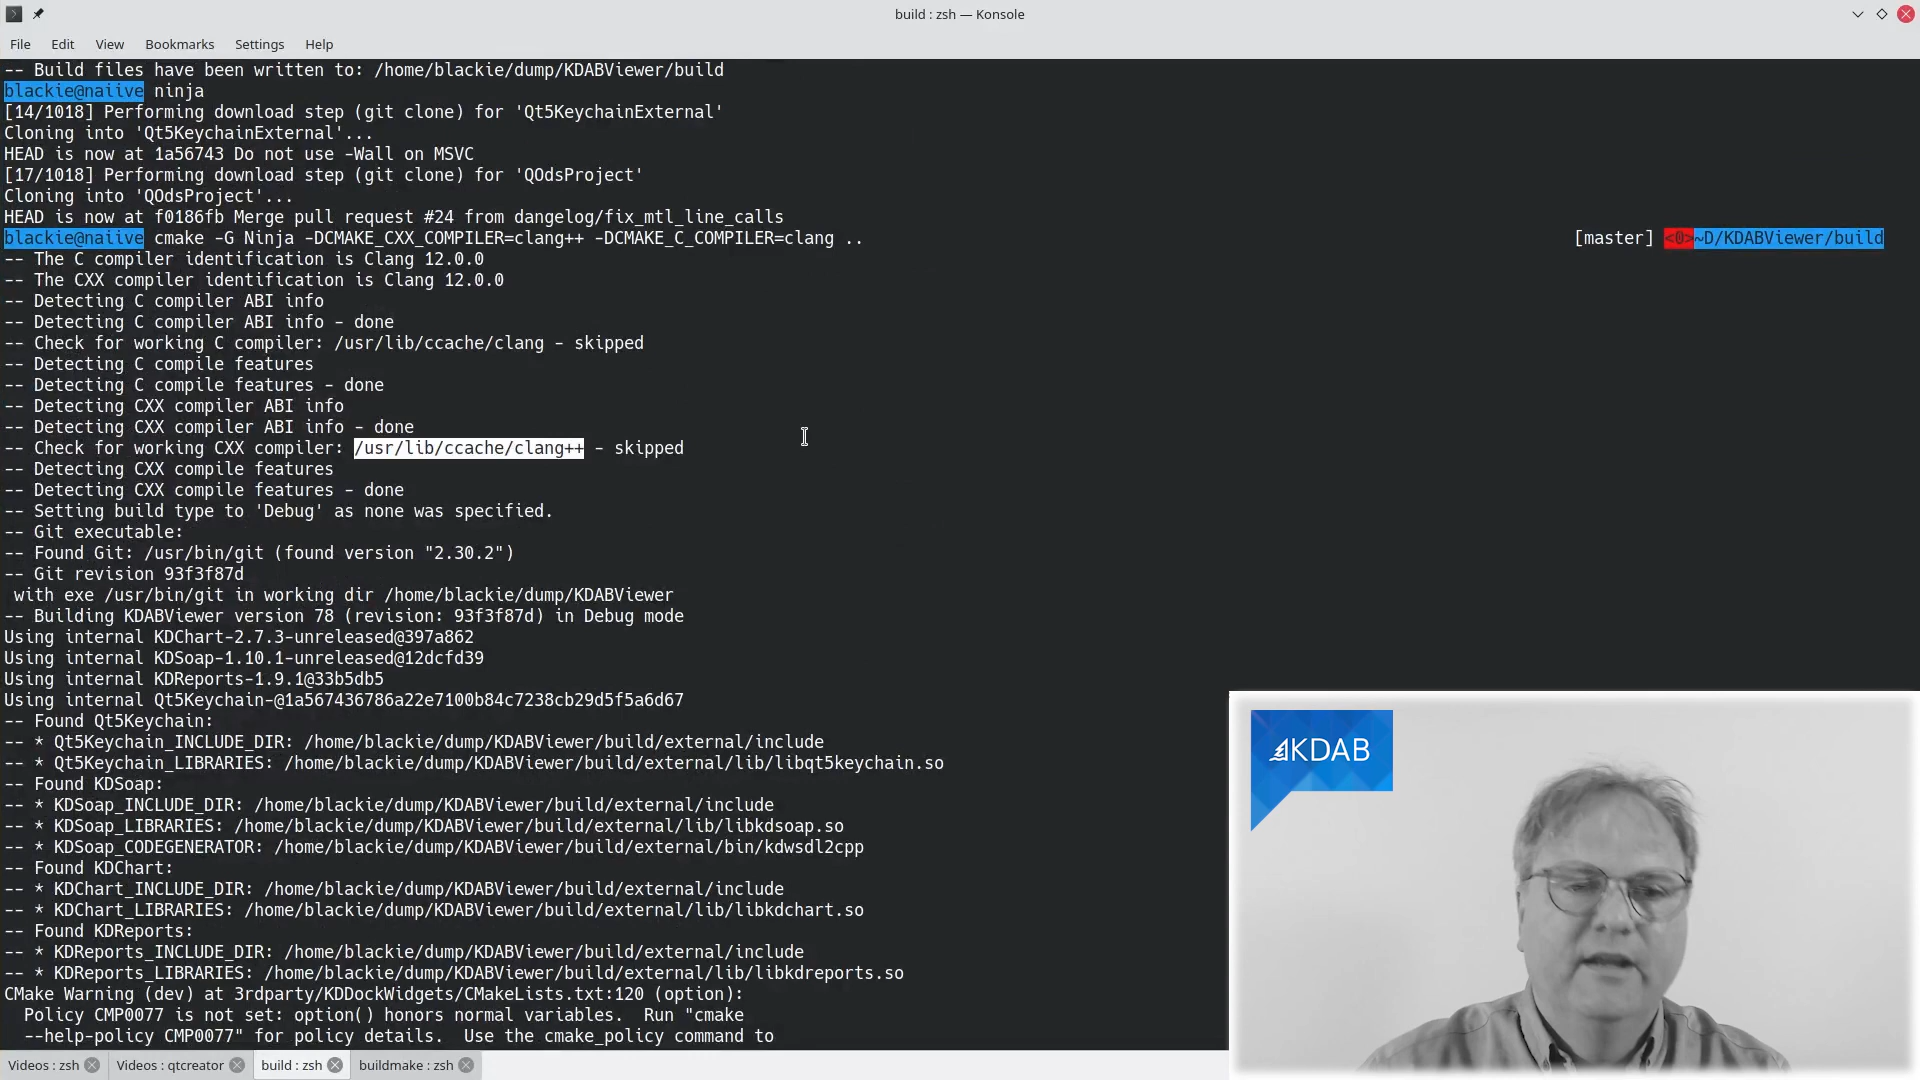 build : zsh — Konsole
File Edit View Bookmarks Settings Help
-- Build files have been written to: /home/blackie/dump/KDABViewer/build
blackie@naiive ninja
[14/1018] Performing download step (git clone) for 'Qt5KeychainExternal'
Cloning into 'Qt5KeychainExternal'...
HEAD is now at 1a56743 Do not use -Wall on MSVC
[17/1018] Performing download step (git clone) for 'QOdsProject'
Cloning into 'QOdsProject'...
HEAD is now at f0186fb Merge pull request #24 from dangelog/fix_mtl_line_calls
blackie@naiive cmake -G Ninja -DCMAKE_CXX_COMPILER=clang++ -DCMAKE_C_COMPILER=clang .. [master] <0>~D/KDABViewer/build
-- The C compiler identification is Clang 12.0.0
-- The CXX compiler identification is Clang 12.0.0
-- Detecting C compiler ABI info
-- Detecting C compiler ABI info - done
-- Check for working C compiler: /usr/lib/ccache/clang - skipped
-- Detecting C compile features
-- Detecting C compile features - done
-- Detecting CXX compiler ABI info
-- Detecting CXX compiler ABI info - done
-- Check for working CXX compiler: /usr/lib/ccache/clang++ - skipped
-- Detecting CXX compile features
-- Detecting CXX compile features - done
-- Setting build type to 'Debug' as none was specified.
-- Git executable:
-- Found Git: /usr/bin/git (found version "2.30.2")
-- Git revision 93f3f87d
with exe /usr/bin/git in working dir /home/blackie/dump/KDABViewer
-- Building KDABViewer version 78 (revision: 93f3f87d) in Debug mode
Using internal KDChart-2.7.3-unreleased@397a862
Using internal KDSoap-1.10.1-unreleased@12dcfd39
Using internal KDReports-1.9.1@33b5db5
Using internal Qt5Keychain-@1a567436786a22e7100b84c7238cb29d5f5a6d67
-- Found Qt5Keychain:
-- * Qt5Keychain_INCLUDE_DIR: /home/blackie/dump/KDABViewer/build/external/include
-- * Qt5Keychain_LIBRARIES: /home/blackie/dump/KDABViewer/build/external/lib/libqt5keychain.so
-- Found KDSoap:
-- * KDSoap_INCLUDE_DIR: /home/blackie/dump/KDABViewer/build/external/include
-- * KDSoap_LIBRARIES: /home/blackie/dump/KDABViewer/build/external/lib/libkdsoap.so
-- * KDSoap_CODEGENERATOR: /home/blackie/dump/KDABViewer/build/external/bin/kdwsdl2cpp
-- Found KDChart:
-- * KDChart_INCLUDE_DIR: /home/blackie/dump/KDABViewer/build/external/include
-- * KDChart_LIBRARIES: /home/blackie/dump/KDABViewer/build/external/lib/libkdchart.so
-- Found KDReports:
-- * KDReports_INCLUDE_DIR: /home/blackie/dump/KDABViewer/build/external/include
-- * KDReports_LIBRARIES: /home/blackie/dump/KDABViewer/build/external/lib/libkdreports.so
CMake Warning (dev) at 3rdparty/KDDockWidgets/CMakeLists.txt:120 (option):
Policy CMP0077 is not set: option() honors normal variables.  Run "cmake
--help-policy CMP0077" for policy details.  Use the cmake_policy command to
Videos : zsh Videos : qtcreator build : zsh buildmake : zsh
KDAB